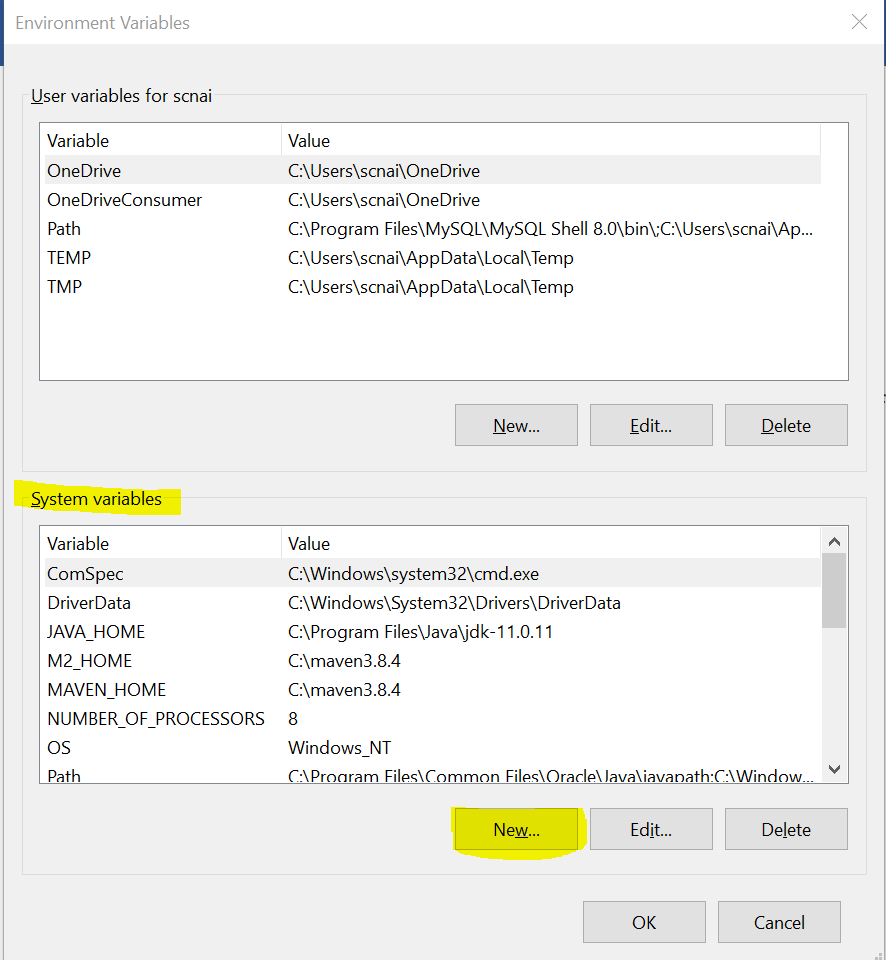 Environment Variables
User variables for scnai
Variable Value
OneDrive C:\Users\scnai\OneDrive
OneDriveConsumer C:\Users\scnai\OneDrive
Path C:\Program Files\MySQL\MySQL Shell 8.0\bin\;C:\Users\scnai\Ap...
TEMP C:\Users\scnai\AppData\Local\Temp
TMP C:\Users\scnai\AppData\Local\Temp
New... Edit... Delete
System variables
Variable Value
ComSpec C:\Windows\system32\cmd.exe
DriverData C:\Windows\System32\Drivers\DriverData
JAVA_HOME C:\Program Files\Java\jdk-11.0.11
M2_HOME C:\maven3.8.4
MAVEN_HOME C:\maven3.8.4
NUMBER_OF_PROCESSORS 8
OS Windows_NT
Path C:\Program Files\Common Files\Oracle\Java\javapath;C:\Window...
New... Edit... Delete
OK Cancel